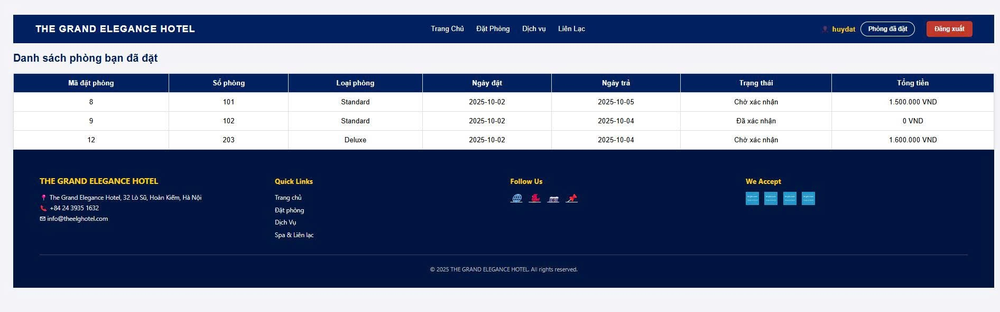 THE GRAND ELEGANCE HOTEL Trang Chủ Đặt Phòng Dịch vụ Liên Lạc huydat Phòng đã đặt Đăng xuất
Danh sách phòng bạn đã đặt
Mã đặt phòng Số phòng Loại phòng Ngày đặt Ngày trả Trạng thái Tổng tiền
8 101 Standard 2025-10-02 2025-10-05 Chờ xác nhận 1.500.000 VND
9 102 Standard 2025-10-02 2025-10-04 Đã xác nhận 0 VND
12 203 Deluxe 2025-10-02 2025-10-04 Chờ xác nhận 1.600.000 VND
THE GRAND ELEGANCE HOTEL
The Grand Elegance Hotel, 32 Lò Sũ, Hoàn Kiếm, Hà Nội
+84 24 3935 1632
info@theelghotel.com
Quick Links
Trang chủ
Đặt phòng
Dịch Vụ
Spa & Liên lạc
Follow Us
We Accept
© 2025 THE GRAND ELEGANCE HOTEL. All rights reserved.